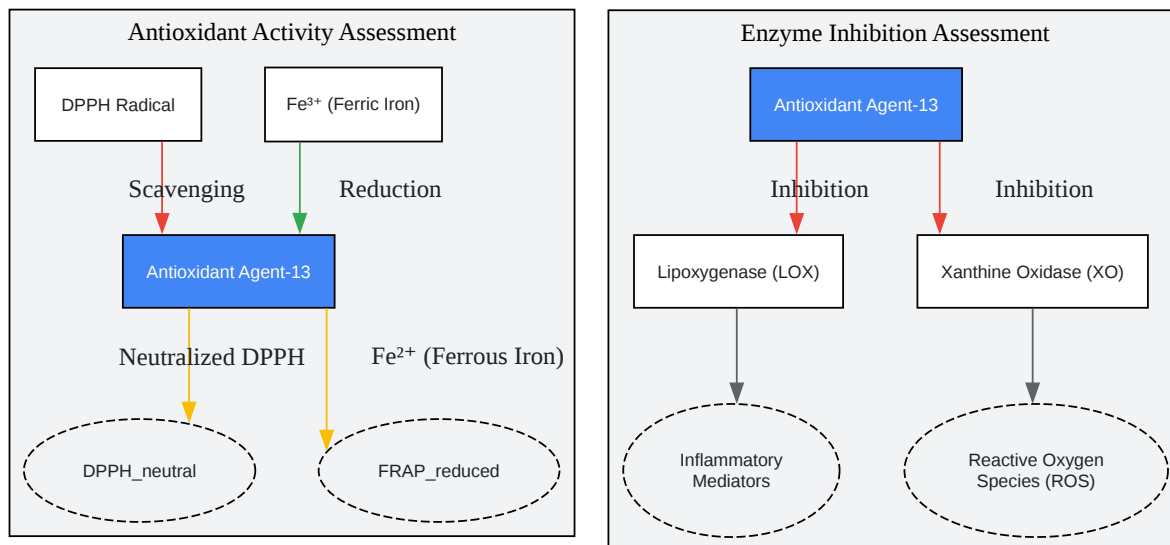 Antioxidant Activity Assessment
DPPH Radical
Fe³⁺ (Ferric Iron)
Scavenging
Reduction
Antioxidant Agent-13
Neutralized DPPH
Fe²⁺ (Ferrous Iron)
DPPH_neutral
FRAP_reduced
Enzyme Inhibition Assessment
Antioxidant Agent-13
Inhibition
Inhibition
Lipoxygenase (LOX)
Xanthine Oxidase (XO)
Inflammatory
Mediators
Reactive Oxygen
Species (ROS)